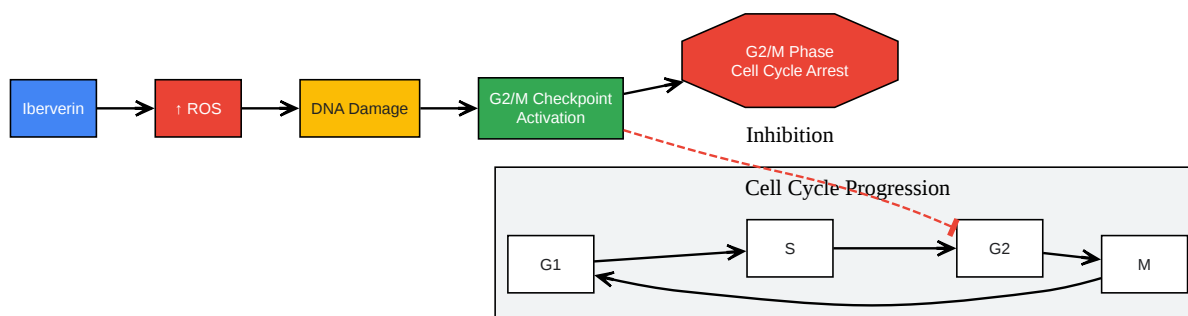 G2/M Phase
Cell Cycle Arrest
Iberverin
↑ ROS
DNA Damage
G2/M Checkpoint
Activation
Inhibition
Cell Cycle Progression
G1
S
G2
M